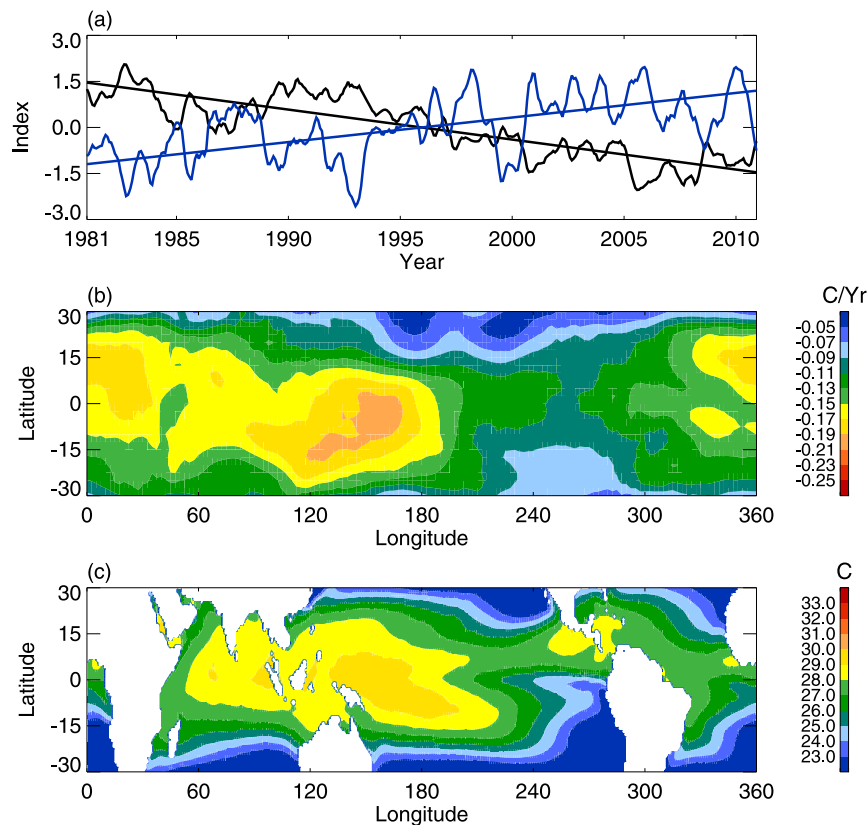 (a)
3.0
1.5
0.0
-1.5
-3.0
Index
1981 1985 1990 1995 2000 2005 2010
Year
(b)
C/Yr
30
15
0
-15
-30
Latitude
-0.05
-0.07
-0.09
-0.11
-0.13
-0.15
-0.17
-0.19
-0.21
-0.23
-0.25
0 60 120 180 240 300 360
Longitude
(c)
C
30
15
0
-15
-30
Latitude
33.0
32.0
31.0
30.0
29.0
28.0
27.0
26.0
25.0
24.0
23.0
0 60 120 180 240 300 360
Longitude